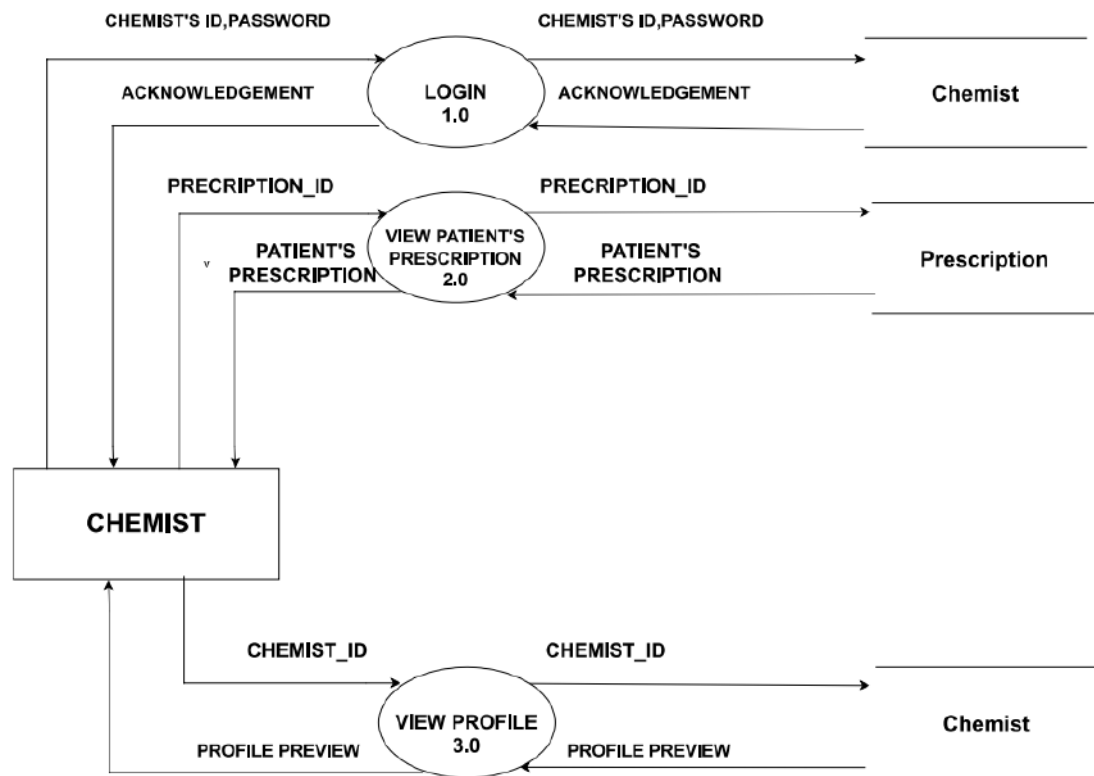 CHEMIST'S ID,PASSWORD
CHEMIST'S ID,PASSWORD
LOGIN
1.0
Chemist
ACKNOWLEDGEMENT
ACKNOWLEDGEMENT
PRECRIPTION_ID
PRECRIPTION_ID
VIEW PATIENT'S
PRESCRIPTION
2.0
Prescription
PATIENT'S
PRESCRIPTION
PATIENT'S
PRESCRIPTION
v
CHEMIST
CHEMIST_ID
CHEMIST_ID
VIEW PROFILE
3.0
Chemist
PROFILE PREVIEW
PROFILE PREVIEW